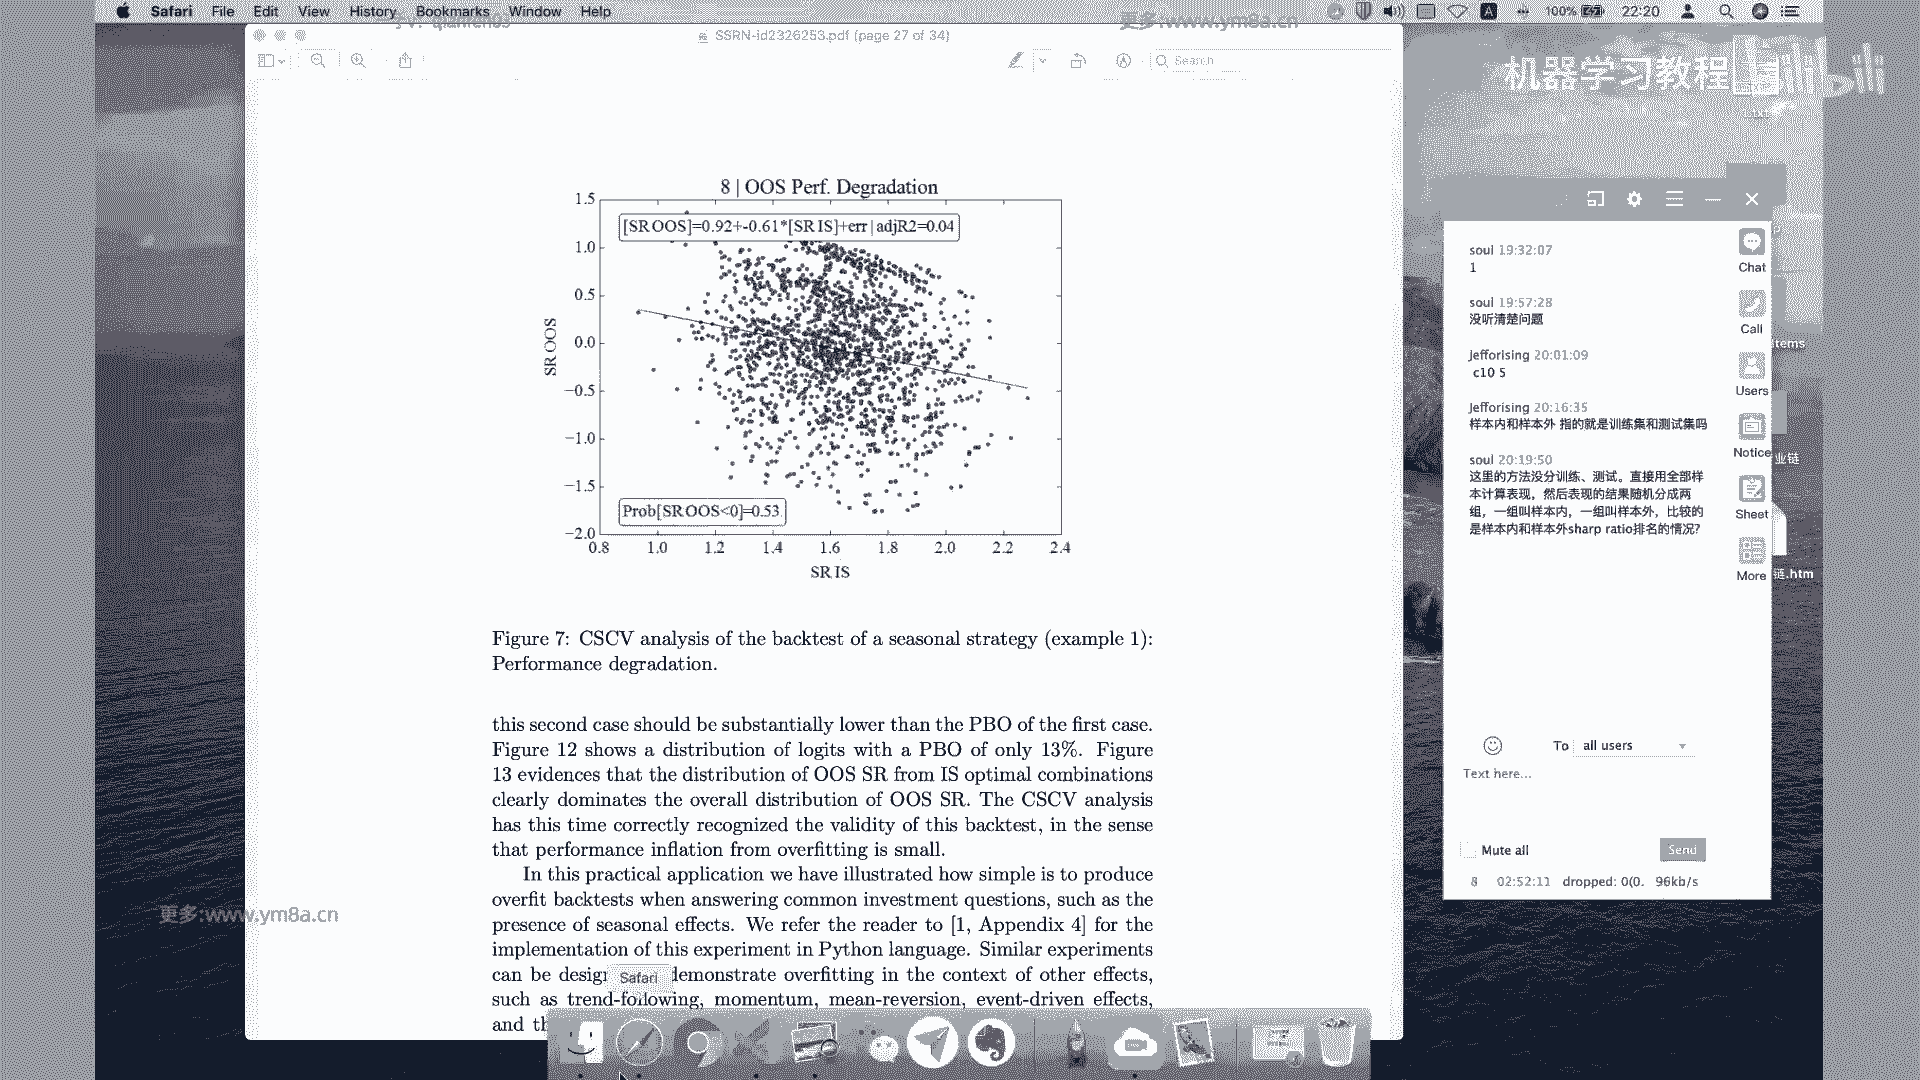 Safari File Edit View History Bookmarks Window Help
100% 22:20
更多:www.ym8a.cn
SSRN-id2326253.pdf (page 27 of 34)
Search
机器学习教程
bilibili
8 | OOS Perf. Degradation
[SR OOS]=0.92+-0.61*[SR IS]+err | adjR2=0.04
1.5
1.0
0.5
0.0
−0.5
−1.0
−1.5
−2.0
SR OOS
Prob[SR OOS<0]=0.53
0.8 1.0 1.2 1.4 1.6 1.8 2.0 2.2 2.4
SR IS
Figure 7: CSCV analysis of the backtest of a seasonal strategy (example 1):
Performance degradation.
this second case should be substantially lower than the PBO of the first case.
Figure 12 shows a distribution of logits with a PBO of only 13%. Figure
13 evidences that the distribution of OOS SR from IS optimal combinations
clearly dominates the overall distribution of OOS SR. The CSCV analysis
has this time correctly recognized the validity of this backtest, in the sense
that performance inflation from overfitting is small.
In this practical application we have illustrated how simple is to produce
overfit backtests when answering common investment questions, such as the
presence of seasonal effects. We refer the reader to [1, Appendix 4] for the
implementation of this experiment in Python language. Similar experiments
can be demonstrate overfitting in the context of other effects,
such as trend-following, momentum, mean-reversion, event-driven effects,
and
Safari
更多:www.ym8a.cn
soul 19:32:07
1
soul 19:57:28
没听清楚问题
Jefforising 20:01:09
c10 5
Jefforising 20:16:35
样本内和样本外 指的就是训练集和测试集吗
soul 20:19:50
这里的方法没分训练、测试。直接用全部样
本计算表现，然后表现的结果随机分成两
组，一组叫样本内，一组叫样本外，比较的
是样本内和样本外sharp ratio排名的情况?
Chat
Call
Users
Notice
Sheet
More
To all users
Text here...
Mute all
Send
8 02:52:11 dropped: 0(0. 96kb/s
items
业链
链.htm